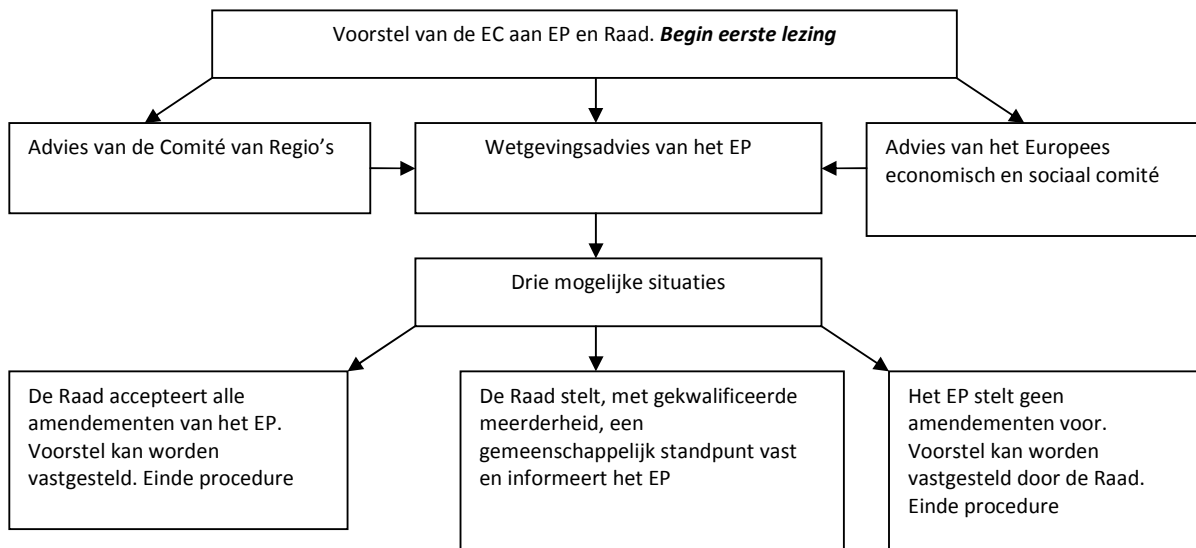 Voorstel van de EC aan EP en Raad. Begin eerste lezing
Advies van de Comité van Regio’s
Wetgevingsadvies van het EP
Advies van het Europees
economisch en sociaal comité
Drie mogelijke situaties
De Raad accepteert alle
amendementen van het EP.
Voorstel kan worden
vastgesteld. Einde procedure
De Raad stelt, met gekwalificeerde
meerderheid, een
gemeenschappelijk standpunt vast
en informeert het EP
Het EP stelt geen
amendementen voor.
Voorstel kan worden
vastgesteld door de Raad.
Einde procedure